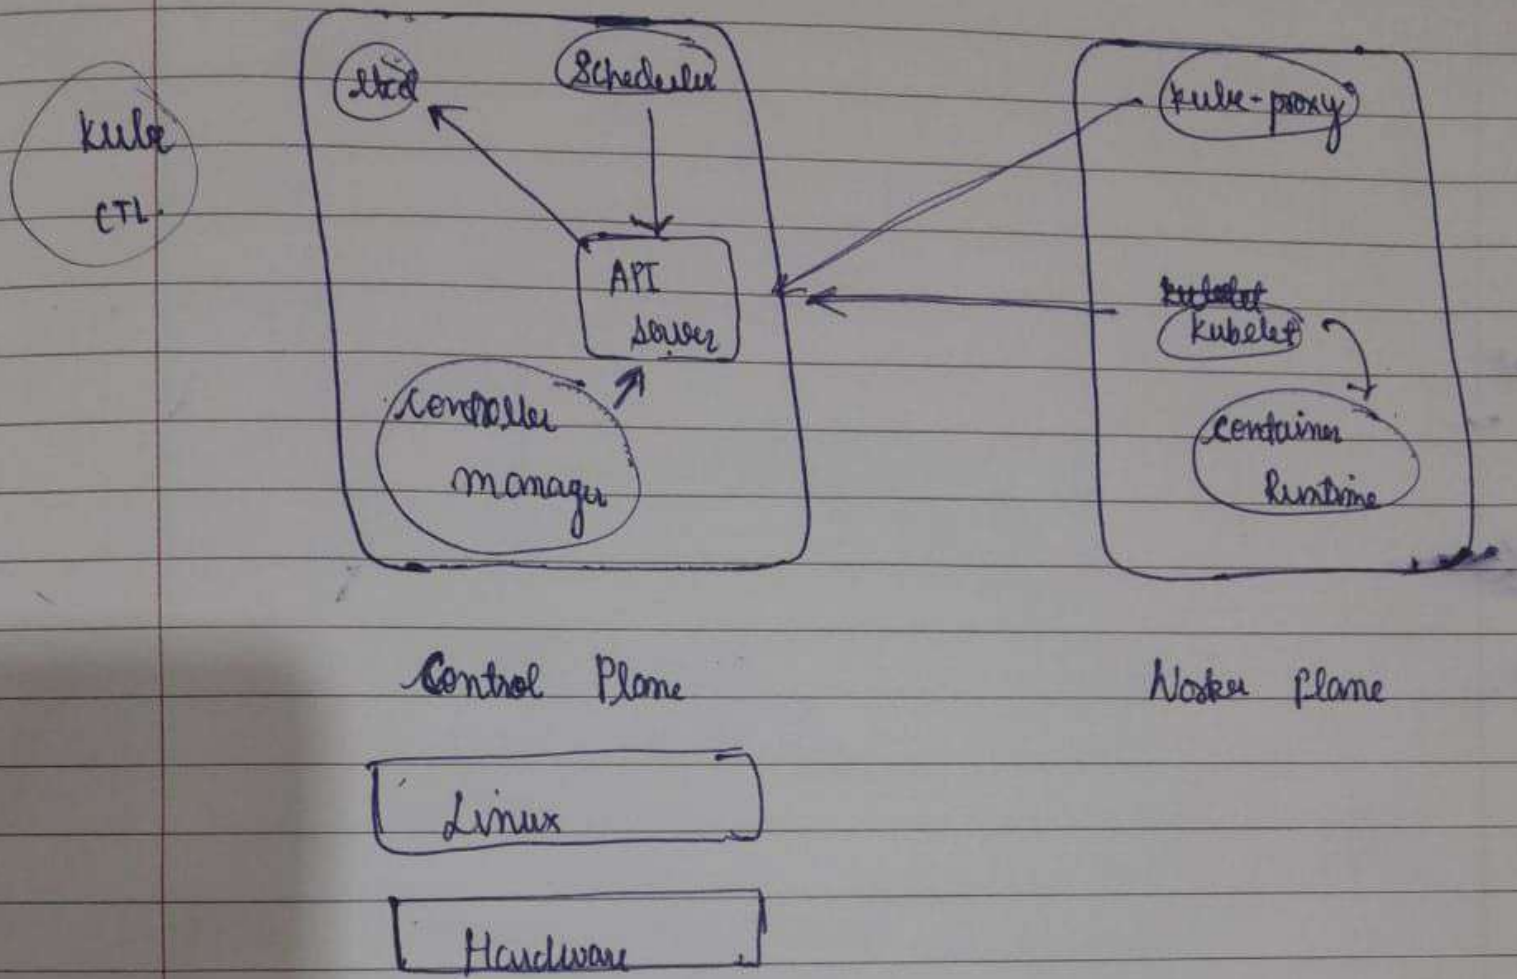 Kube
CTL
etcd
Scheduler
API
Server
Controller
manager
kube-proxy
kubelet
Container
Runtime
Control Plane
Worker Plane
Linux
Hardware